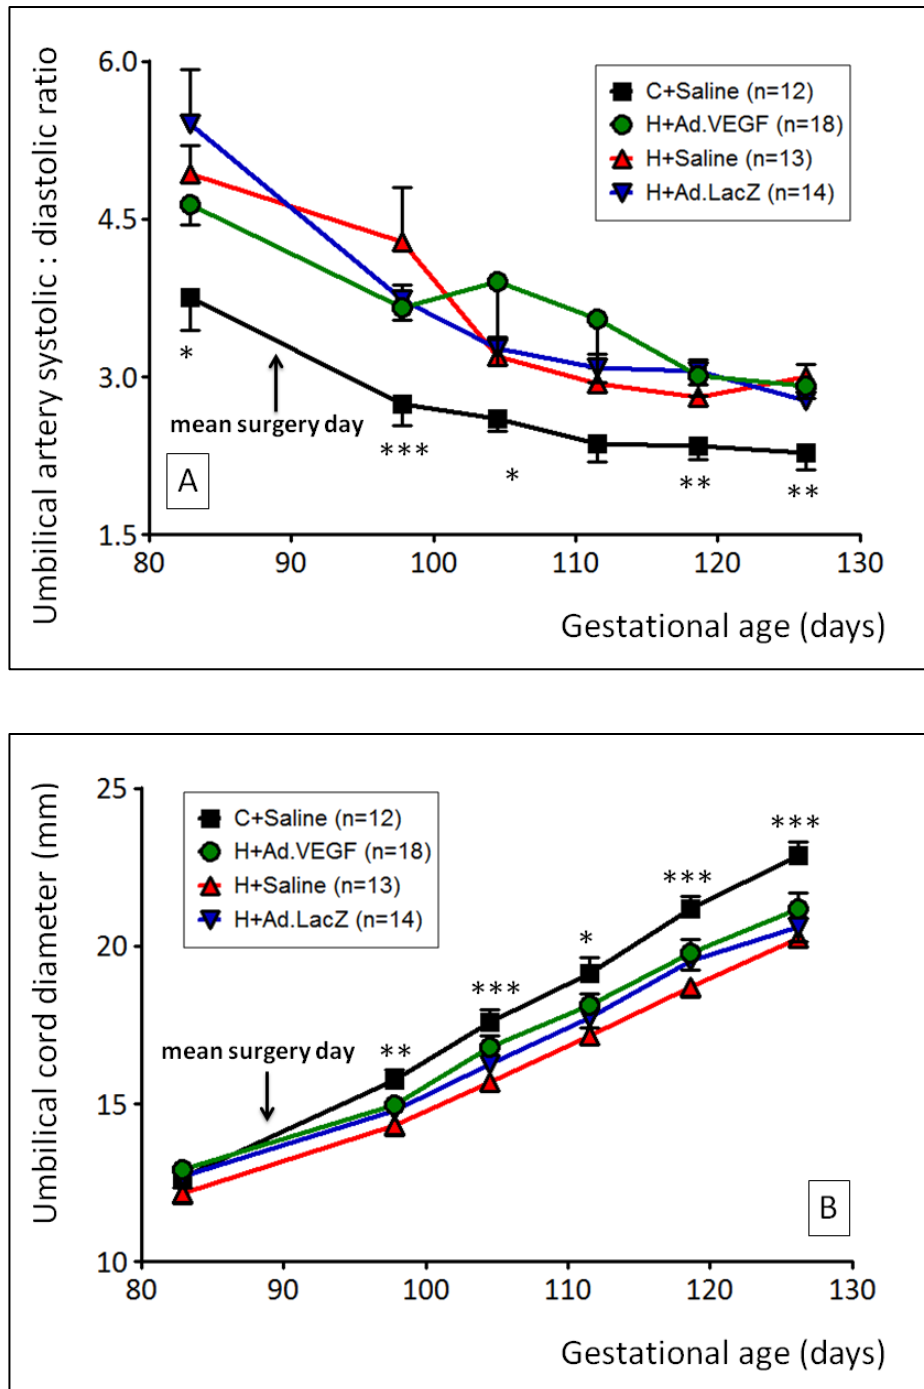 Umbilical artery systolic : diastolic ratio
6.0
4.5
3.0
1.5
C+Saline (n=12)
H+Ad.VEGF (n=18)
H+Saline (n=13)
H+Ad.LacZ (n=14)
*
mean surgery day
***
*
**
**
A
80
90
100
110
120
130
Gestational age (days)
Umbilical cord diameter (mm)
25
20
15
10
C+Saline (n=12)
H+Ad.VEGF (n=18)
H+Saline (n=13)
H+Ad.LacZ (n=14)
***
***
*
***
**
mean surgery day
B
80
90
100
110
120
130
Gestational age (days)